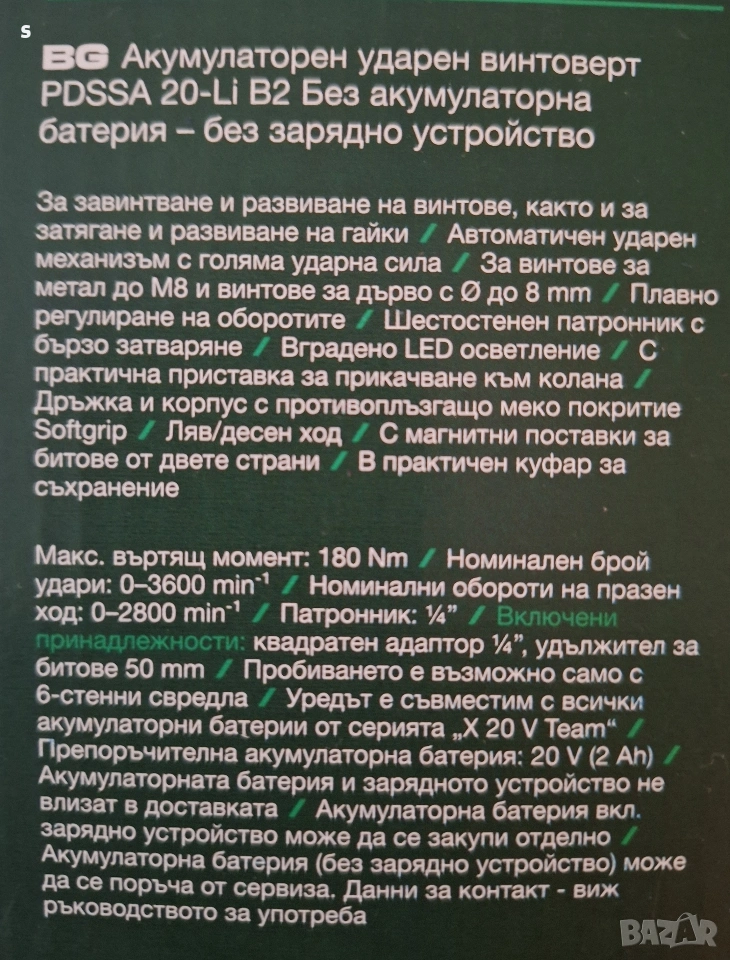 s
BG Акумулаторен ударен винтоверт
PDSSA 20-Li B2 Без акумулаторна
батерия – без зарядно устройство
За завинтване и развиване на винтове, както и за
затягане и развиване на гайки / Автоматичен ударен
механизъм с голяма ударна сила / За винтове за
метал до M8 и винтове за дърво с Ø до 8 mm / Плавно
регулиране на оборотите / Шестостенен патронник с
бързо затваряне / Вградено LED осветление / С
практична приставка за прикачване към колана /
Дръжка и корпус с противоплъзгащо меко покритие
Softgrip / Ляв/десен ход / С магнитни поставки за
битове от двете страни / В практичен куфар за
съхранение
Макс. въртящ момент: 180 Nm / Номинален брой
удари: 0–3600 min⁻¹ / Номинални обороти на празен
ход: 0–2800 min⁻¹ / Патронник: ¼” / Включени
принадлежности: квадратен адаптор ¼”, удължител за
битове 50 mm / Пробиването е възможно само с
6-стенни свредла / Уредът е съвместим с всички
акумулаторни батерии от серията „X 20 V Team“ /
Препоръчителна акумулаторна батерия: 20 V (2 Ah) /
Акумулаторната батерия и зарядното устройство не
влизат в доставката / Акумулаторна батерия вкл.
зарядно устройство може да се закупи отделно /
Акумулаторна батерия (без зарядно устройство) може
да се поръча от сервиза. Данни за контакт - виж
ръководството за употреба
BAZAR